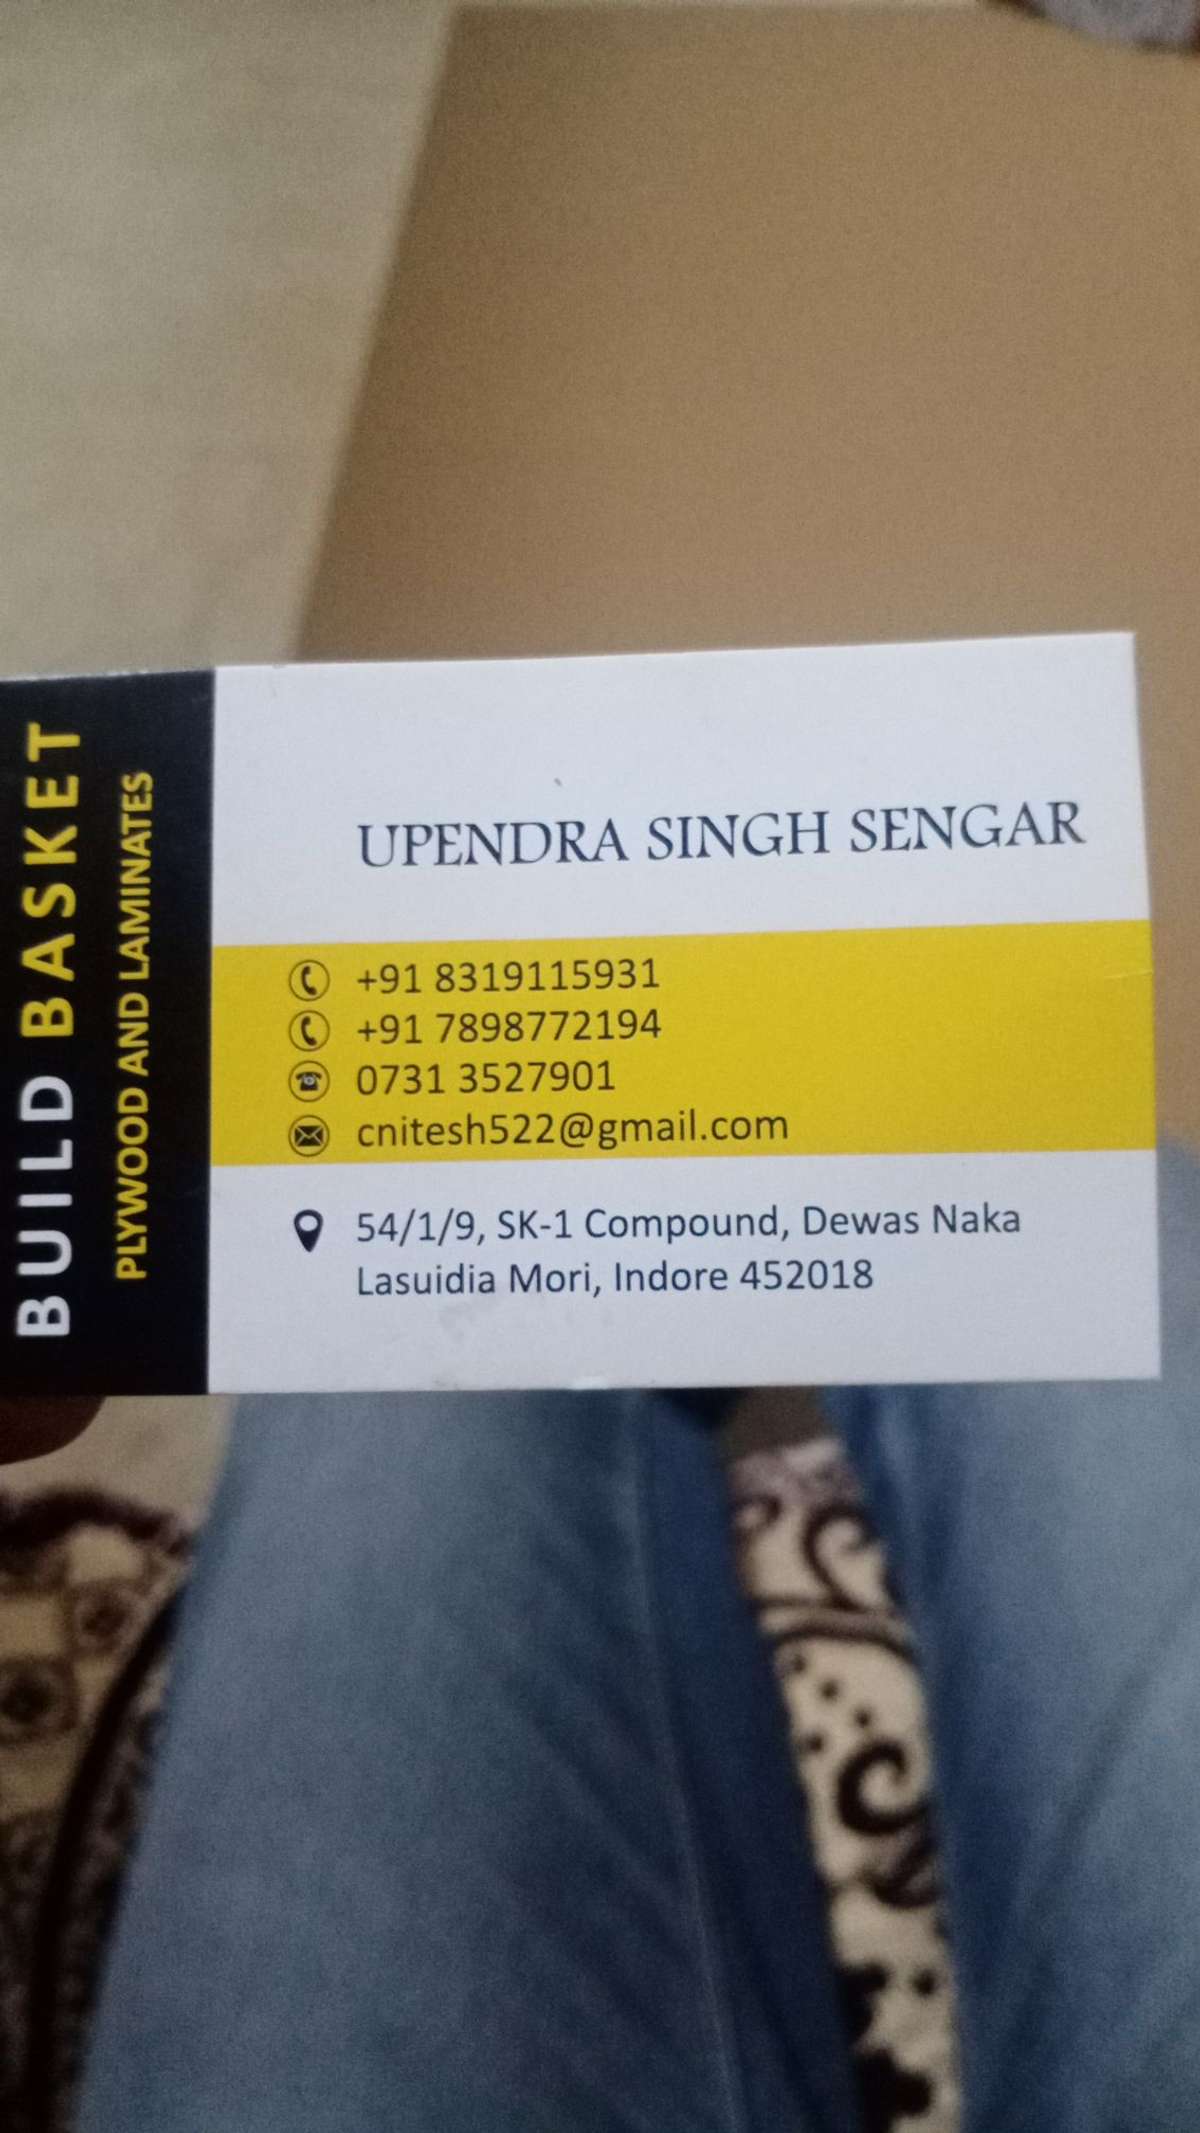 BUILD BASKET
PLYWOOD AND LAMINATES
UPENDRA SINGH SENGAR
+91 8319115931
+91 7898772194
0731 3527901
cnitesh522@gmail.com
54/1/9, SK-1 Compound, Dewas Naka
Lasuidia Mori, Indore 452018